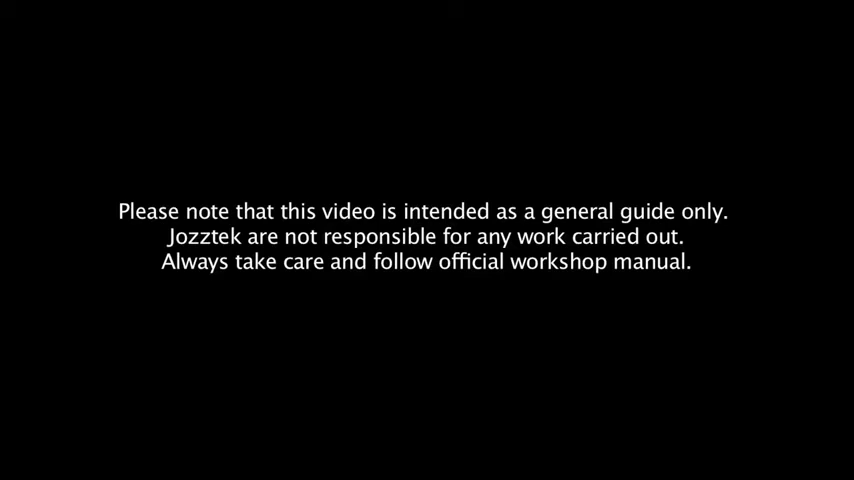 Please note that this video is intended as a general guide only.
Jozztek are not responsible for any work carried out.
Always take care and follow official workshop manual.